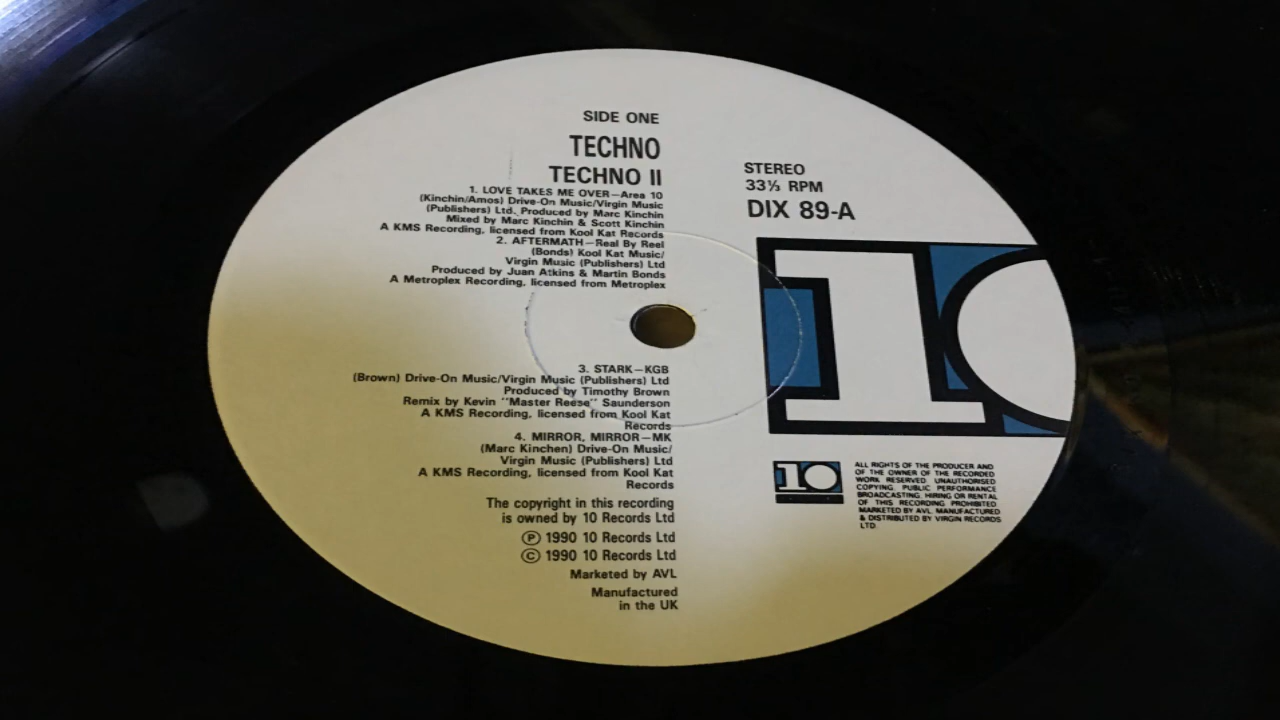 SIDE ONE
TECHNO
TECHNO II
1. LOVE TAKES ME OVER—Area 10
(Kinchin/Amos) Drive-On Music/Virgin Music
(Publishers) Ltd. Produced by Marc Kinchin
Mixed by Marc Kinchin & Scott Kinchin
A KMS Recording, licensed from Kool Kat Records
2. AFTERMATH—Real By Reel
(Bonds) Kool Kat Music/
Virgin Music (Publishers) Ltd
Produced by Juan Atkins & Martin Bonds
A Metroplex Recording, licensed from Metroplex
3. STARK—KGB
(Brown) Drive-On Music/Virgin Music (Publishers) Ltd
Produced by Timothy Brown
Remix by Kevin "Master Reese" Saunderson
A KMS Recording, licensed from Kool Kat
Records
4. MIRROR, MIRROR—MK
(Marc Kinchen) Drive-On Music/
Virgin Music (Publishers) Ltd
A KMS Recording, licensed from Kool Kat
Records
The copyright in this recording
is owned by 10 Records Ltd
Ⓟ 1990 10 Records Ltd
© 1990 10 Records Ltd
Marketed by AVL
Manufactured
in the UK
STEREO
33⅓ RPM
DIX 89-A
10
10
ALL RIGHTS OF THE PRODUCER AND
OF THE OWNER OF THE RECORDED
WORK RESERVED. UNAUTHORISED
COPYING, PUBLIC PERFORMANCE
BROADCASTING, HIRING OR RENTAL
OF THIS RECORDING PROHIBITED
MARKETED BY AVL. MANUFACTURED
& DISTRIBUTED BY VIRGIN RECORDS
LTD.